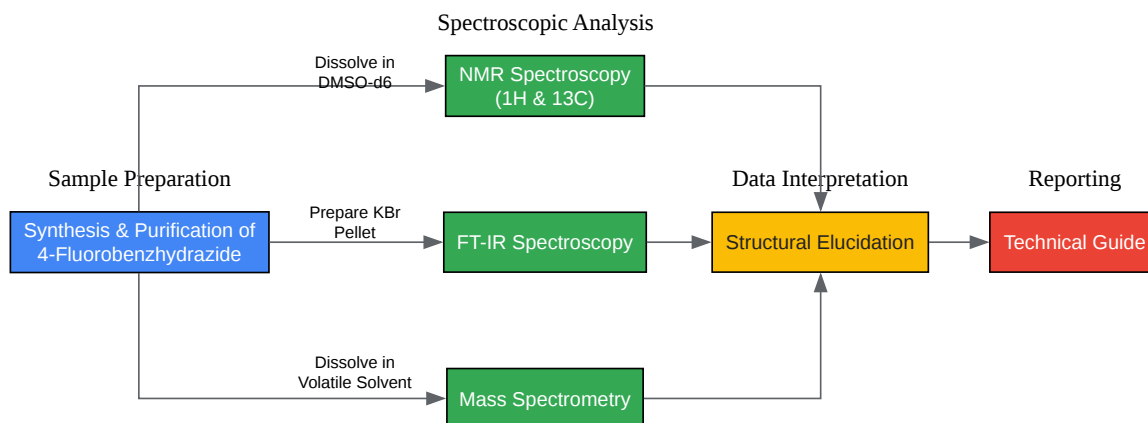 Spectroscopic Analysis
Dissolve in
DMSO-d6
NMR Spectroscopy
(1H & 13C)
Sample Preparation
Data Interpretation
Reporting
Synthesis & Purification of
4-Fluorobenzhydrazide
Prepare KBr
Pellet
FT-IR Spectroscopy
Structural Elucidation
Technical Guide
Dissolve in
Volatile Solvent
Mass Spectrometry